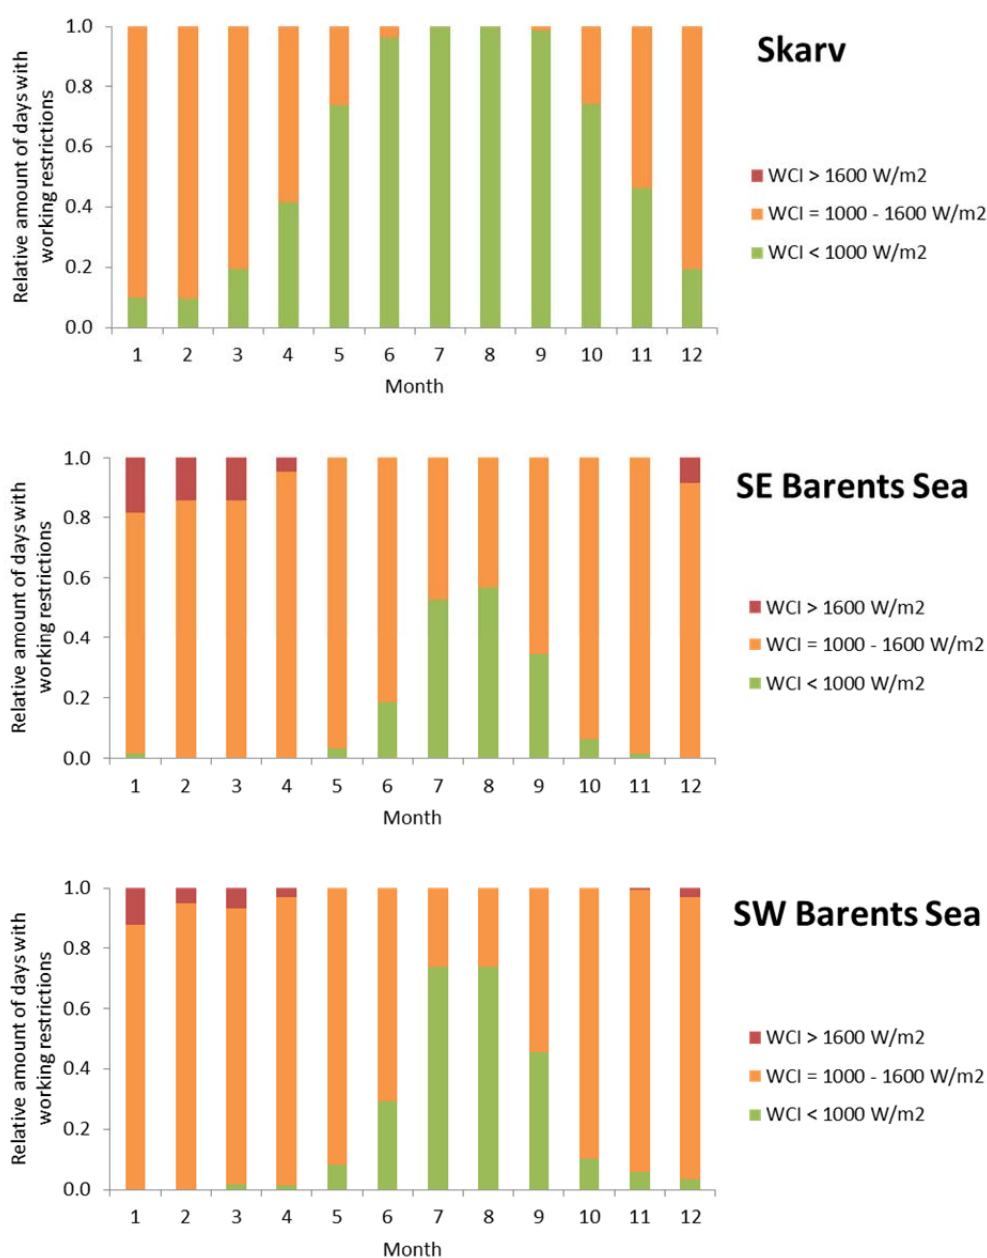 Skarv
Relative amount of days with
working restrictions
1.0
0.8
0.6
0.4
0.2
0.0
1 2 3 4 5 6 7 8 9 10 11 12
Month
WCI > 1600 W/m2
WCI = 1000 - 1600 W/m2
WCI < 1000 W/m2
SE Barents Sea
Relative amount of days with
working restrictions
1.0
0.8
0.6
0.4
0.2
0.0
1 2 3 4 5 6 7 8 9 10 11 12
Month
WCI > 1600 W/m2
WCI = 1000 - 1600 W/m2
WCI < 1000 W/m2
SW Barents Sea
Relative amount of days with
working restrictions
1.0
0.8
0.6
0.4
0.2
0.0
1 2 3 4 5 6 7 8 9 10 11 12
Month
WCI > 1600 W/m2
WCI = 1000 - 1600 W/m2
WCI < 1000 W/m2